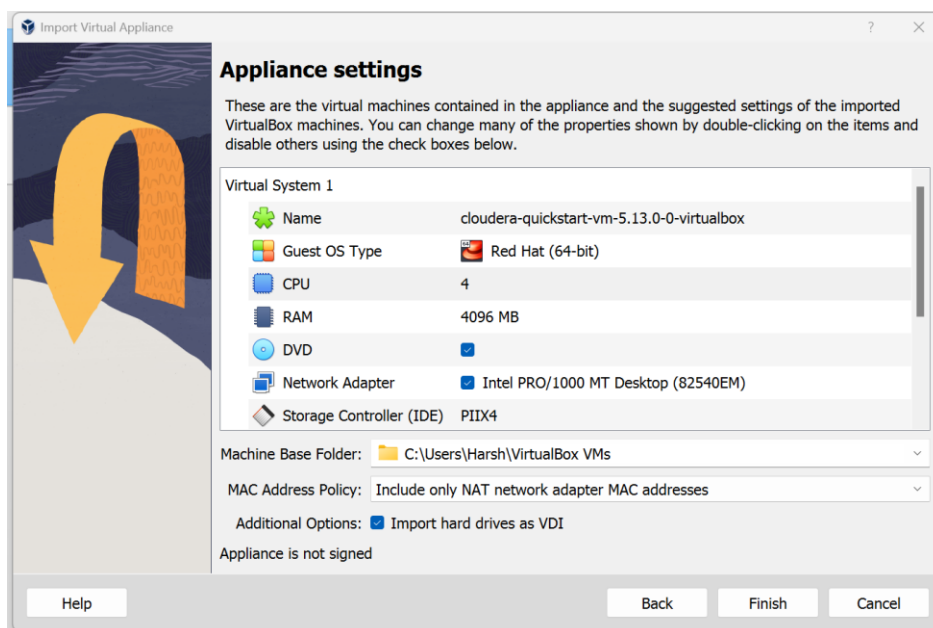 Import Virtual Appliance
?
Appliance settings
These are the virtual machines contained in the appliance and the suggested settings of the imported
VirtualBox machines. You can change many of the properties shown by double-clicking on the items and
disable others using the check boxes below.
Virtual System 1
Name cloudera-quickstart-vm-5.13.0-0-virtualbox
Guest OS Type Red Hat (64-bit)
CPU 4
RAM 4096 MB
DVD
Network Adapter Intel PRO/1000 MT Desktop (82540EM)
Storage Controller (IDE) PIIX4
Machine Base Folder: C:\Users\Harsh\VirtualBox VMs
MAC Address Policy: Include only NAT network adapter MAC addresses
Additional Options: Import hard drives as VDI
Appliance is not signed
Help Back Finish Cancel